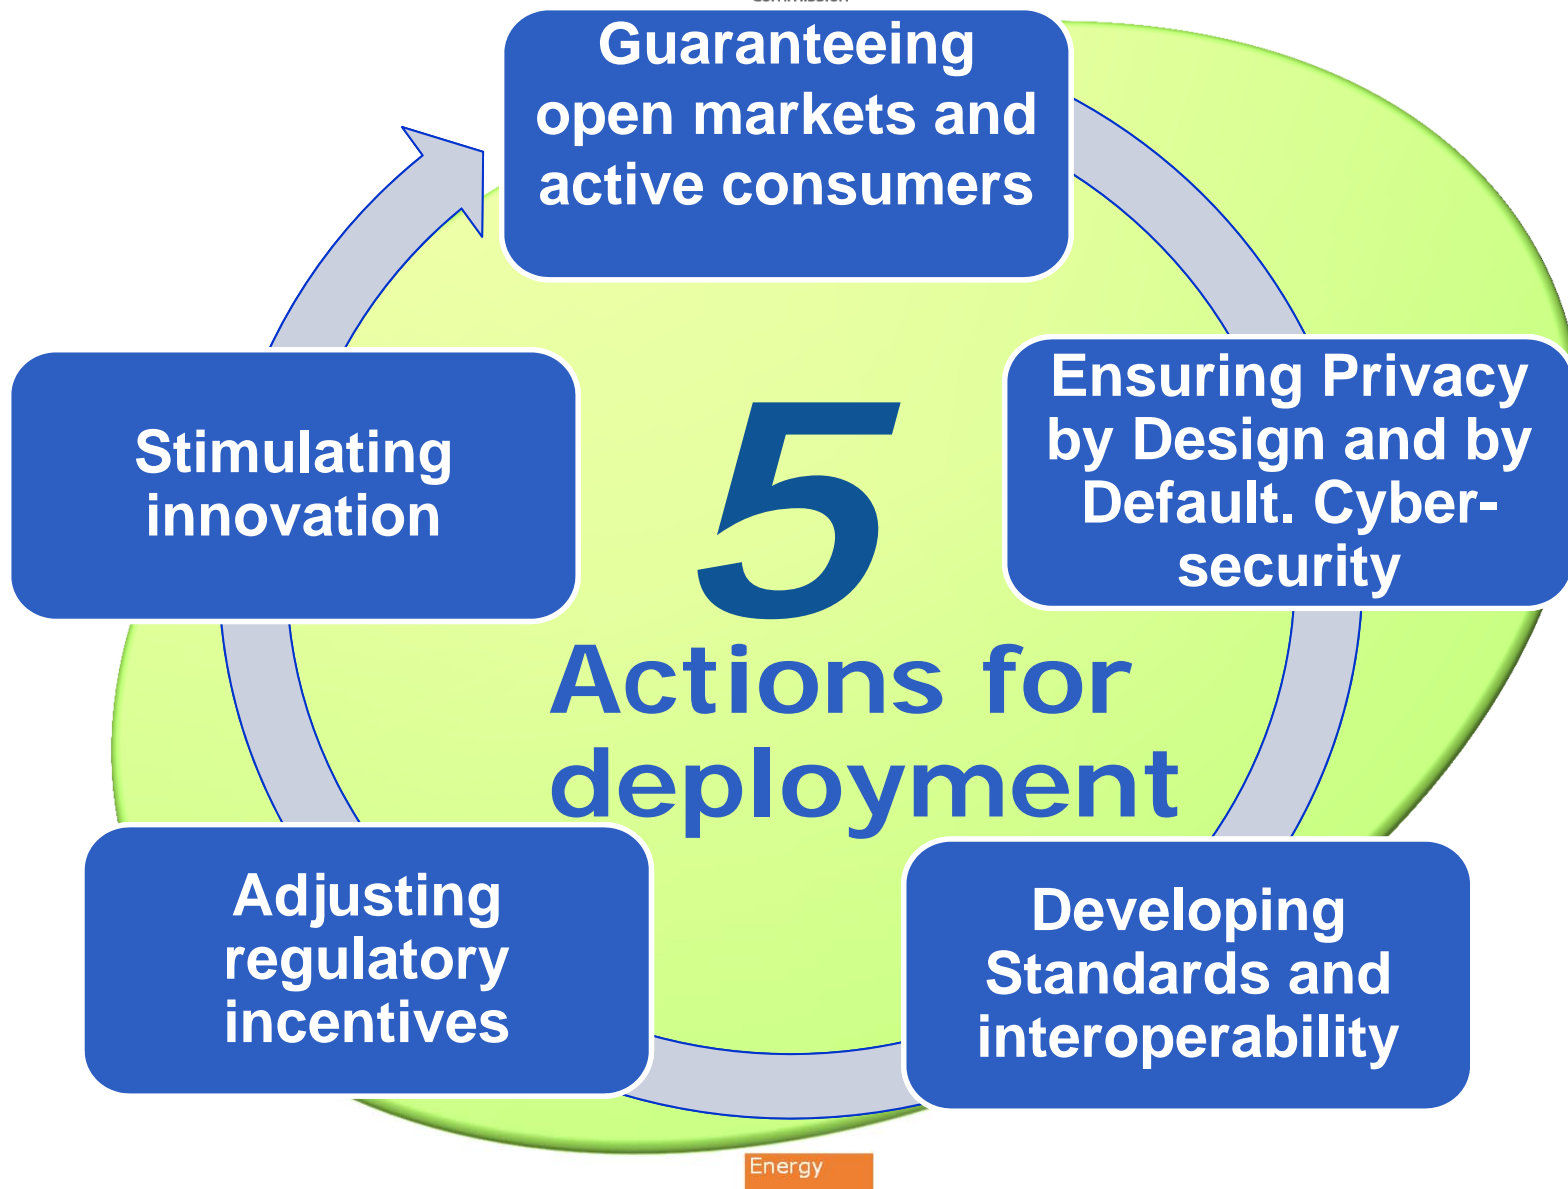 Commission
Guaranteeing
open markets and
active consumers
Ensuring Privacy
by Design and by
Default. Cyber-
security
Stimulating
innovation
5
Actions for
deployment
Adjusting
regulatory
incentives
Developing
Standards and
interoperability
Energy